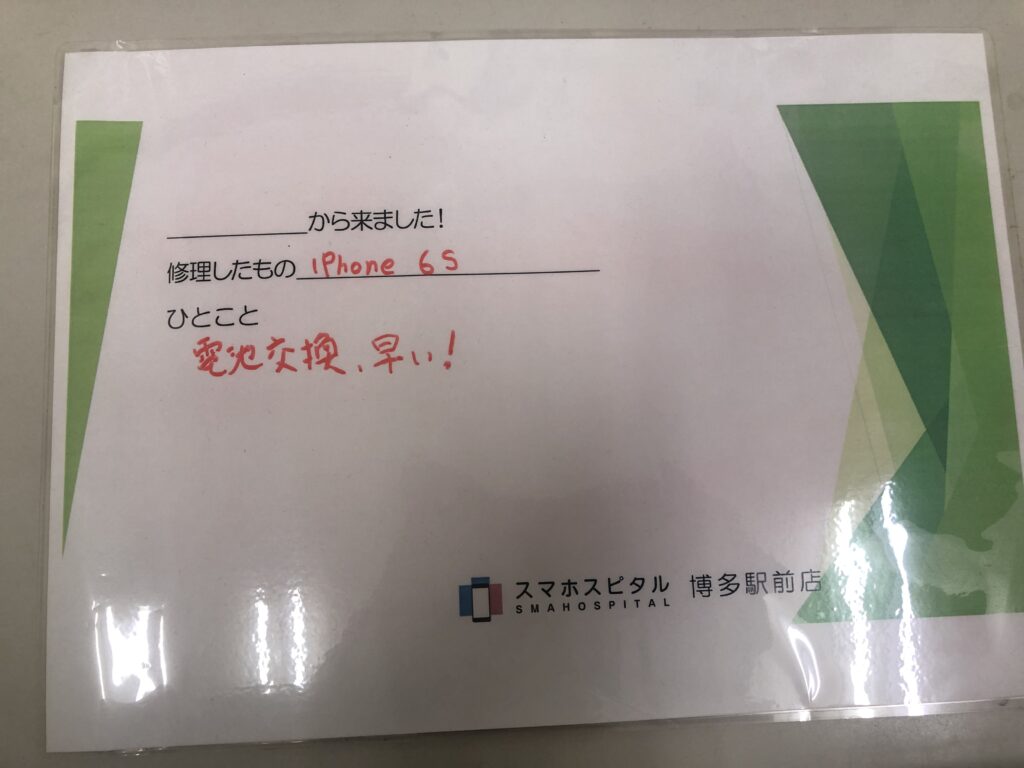 から来ました!
修理したもの iPhone 6S
ひとこと
電池交換、早い!
スマホスピタル 博多駅前店
SMAHOSPITAL